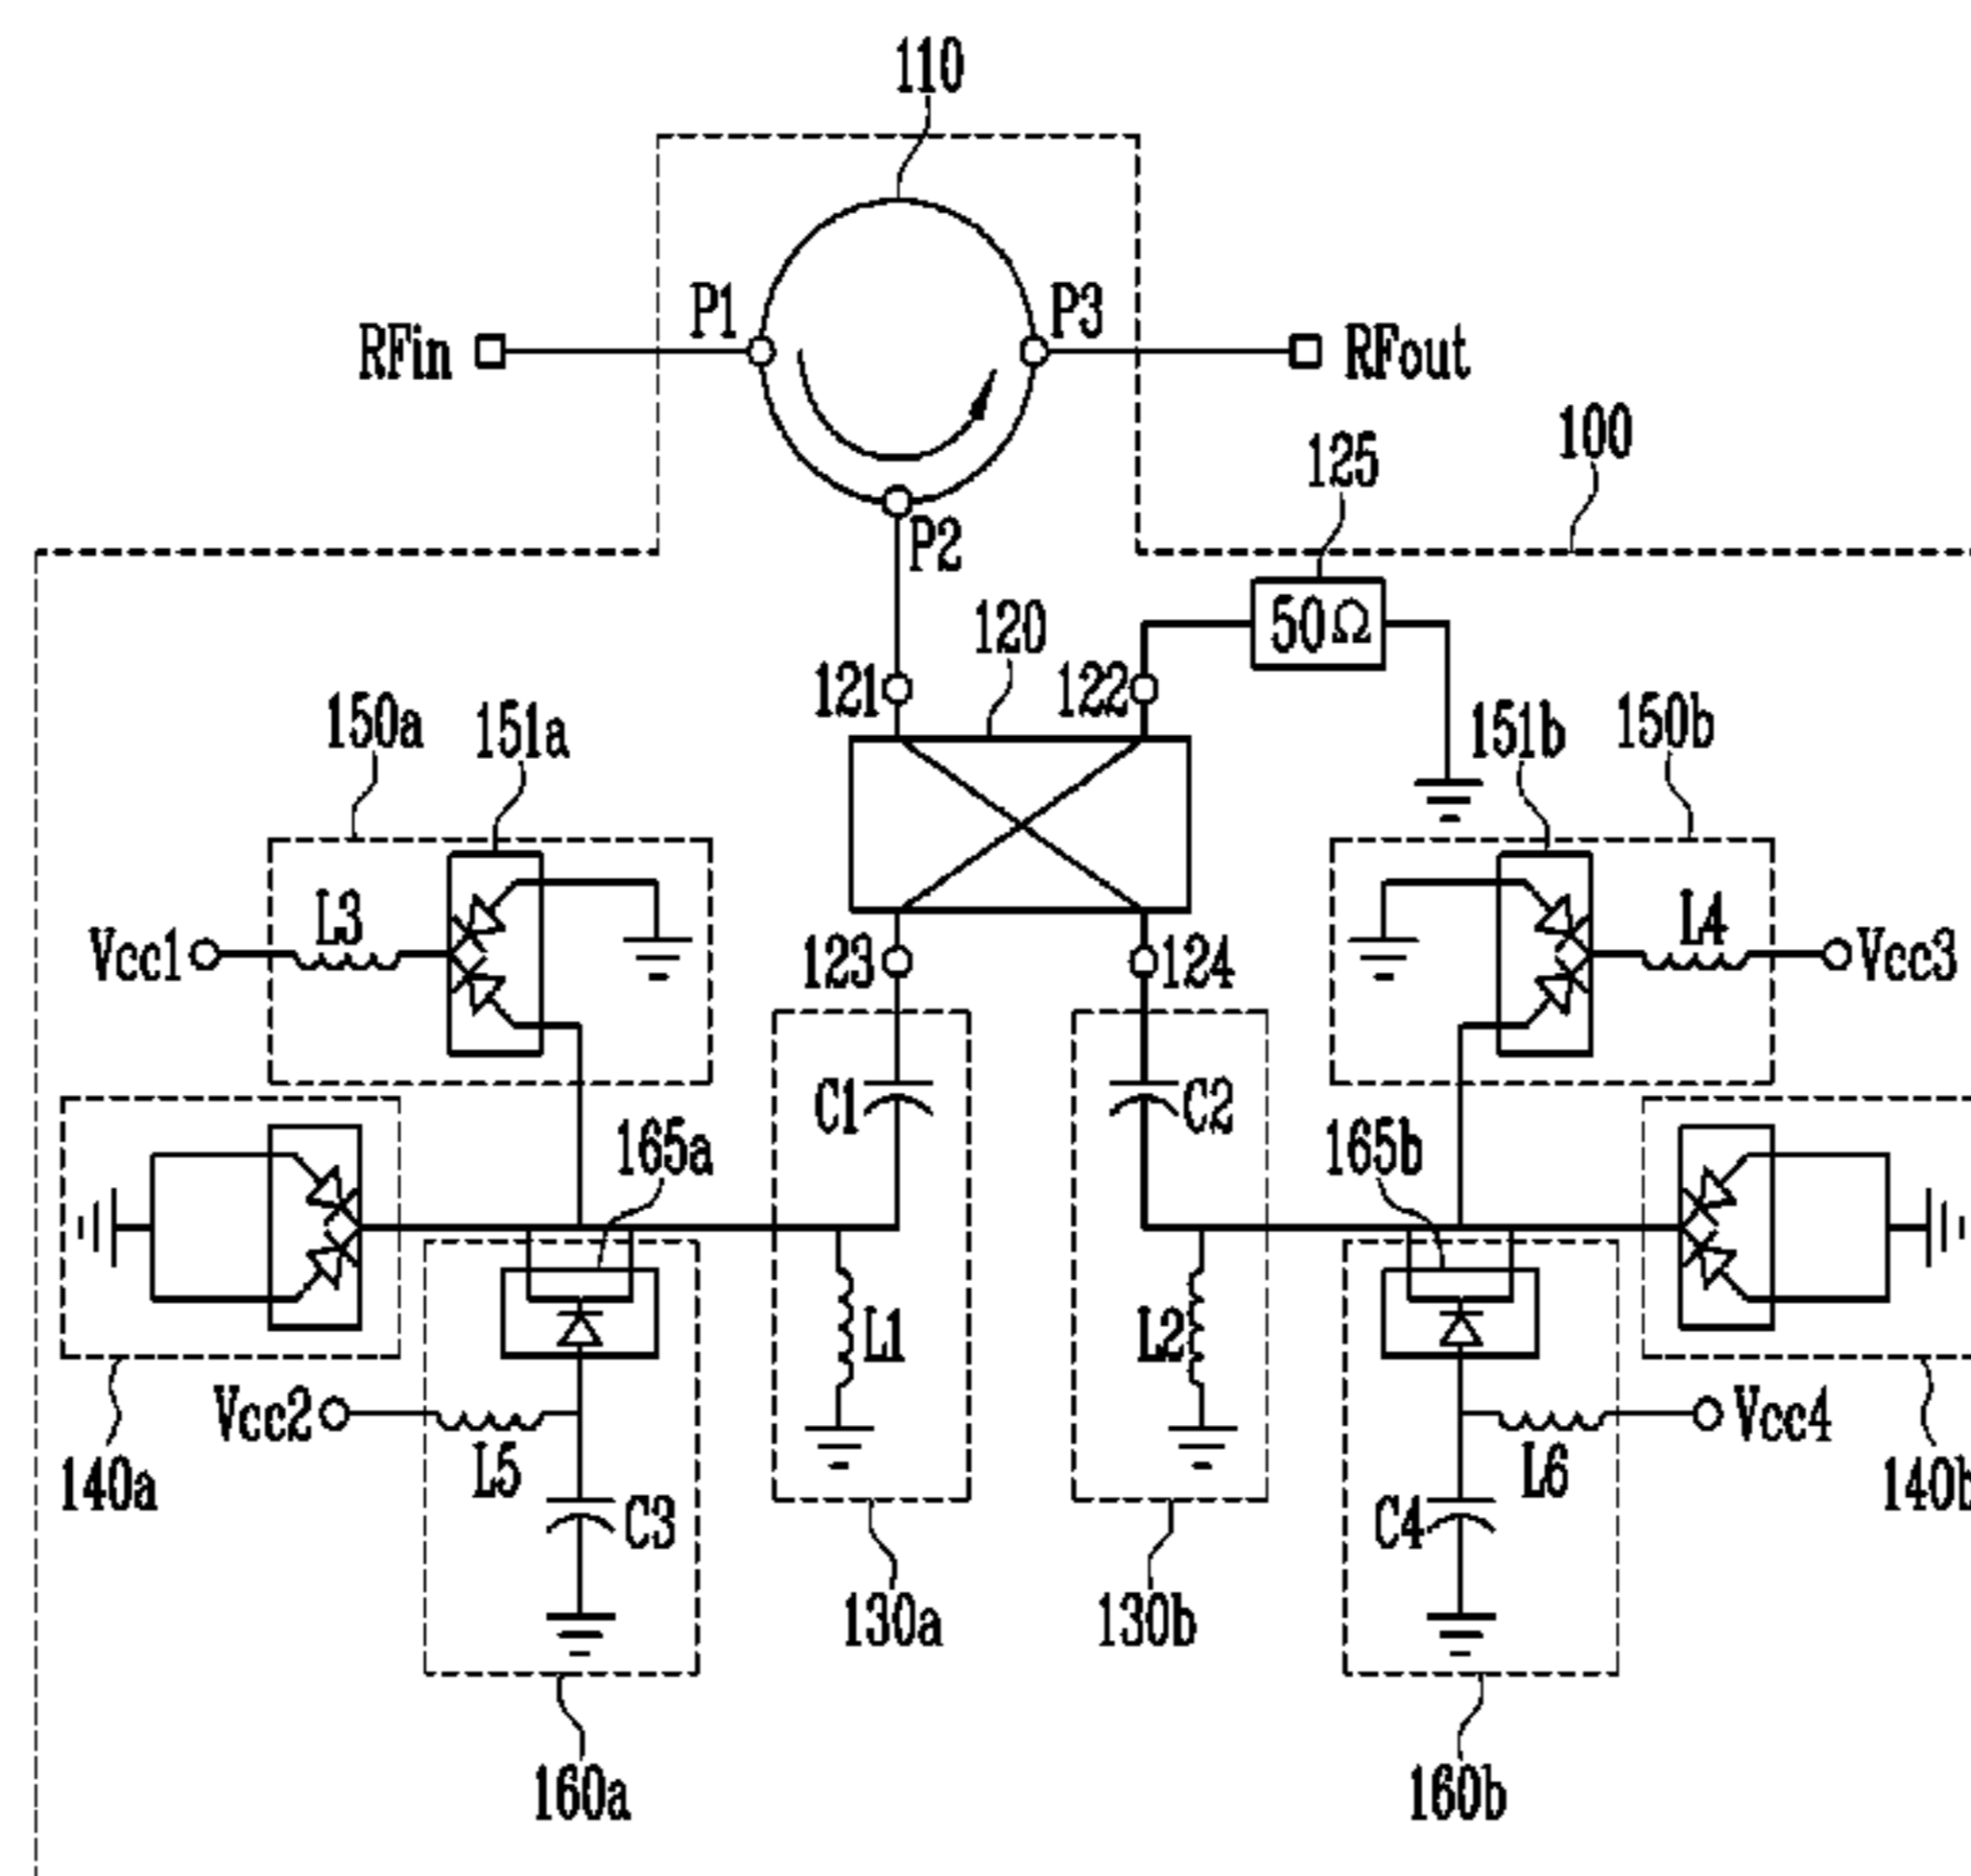 110
P1
P3
RFin
RFout
100
125
P2
50Ω
120
121
122
150a
151a
151b
150b
L3
L4
Vcc1
Vcc3
123
124
C1
C2
165a
165b
L1
L2
Vcc2
Vcc4
L5
L6
140a
140b
C3
C4
130a
130b
160a
160b